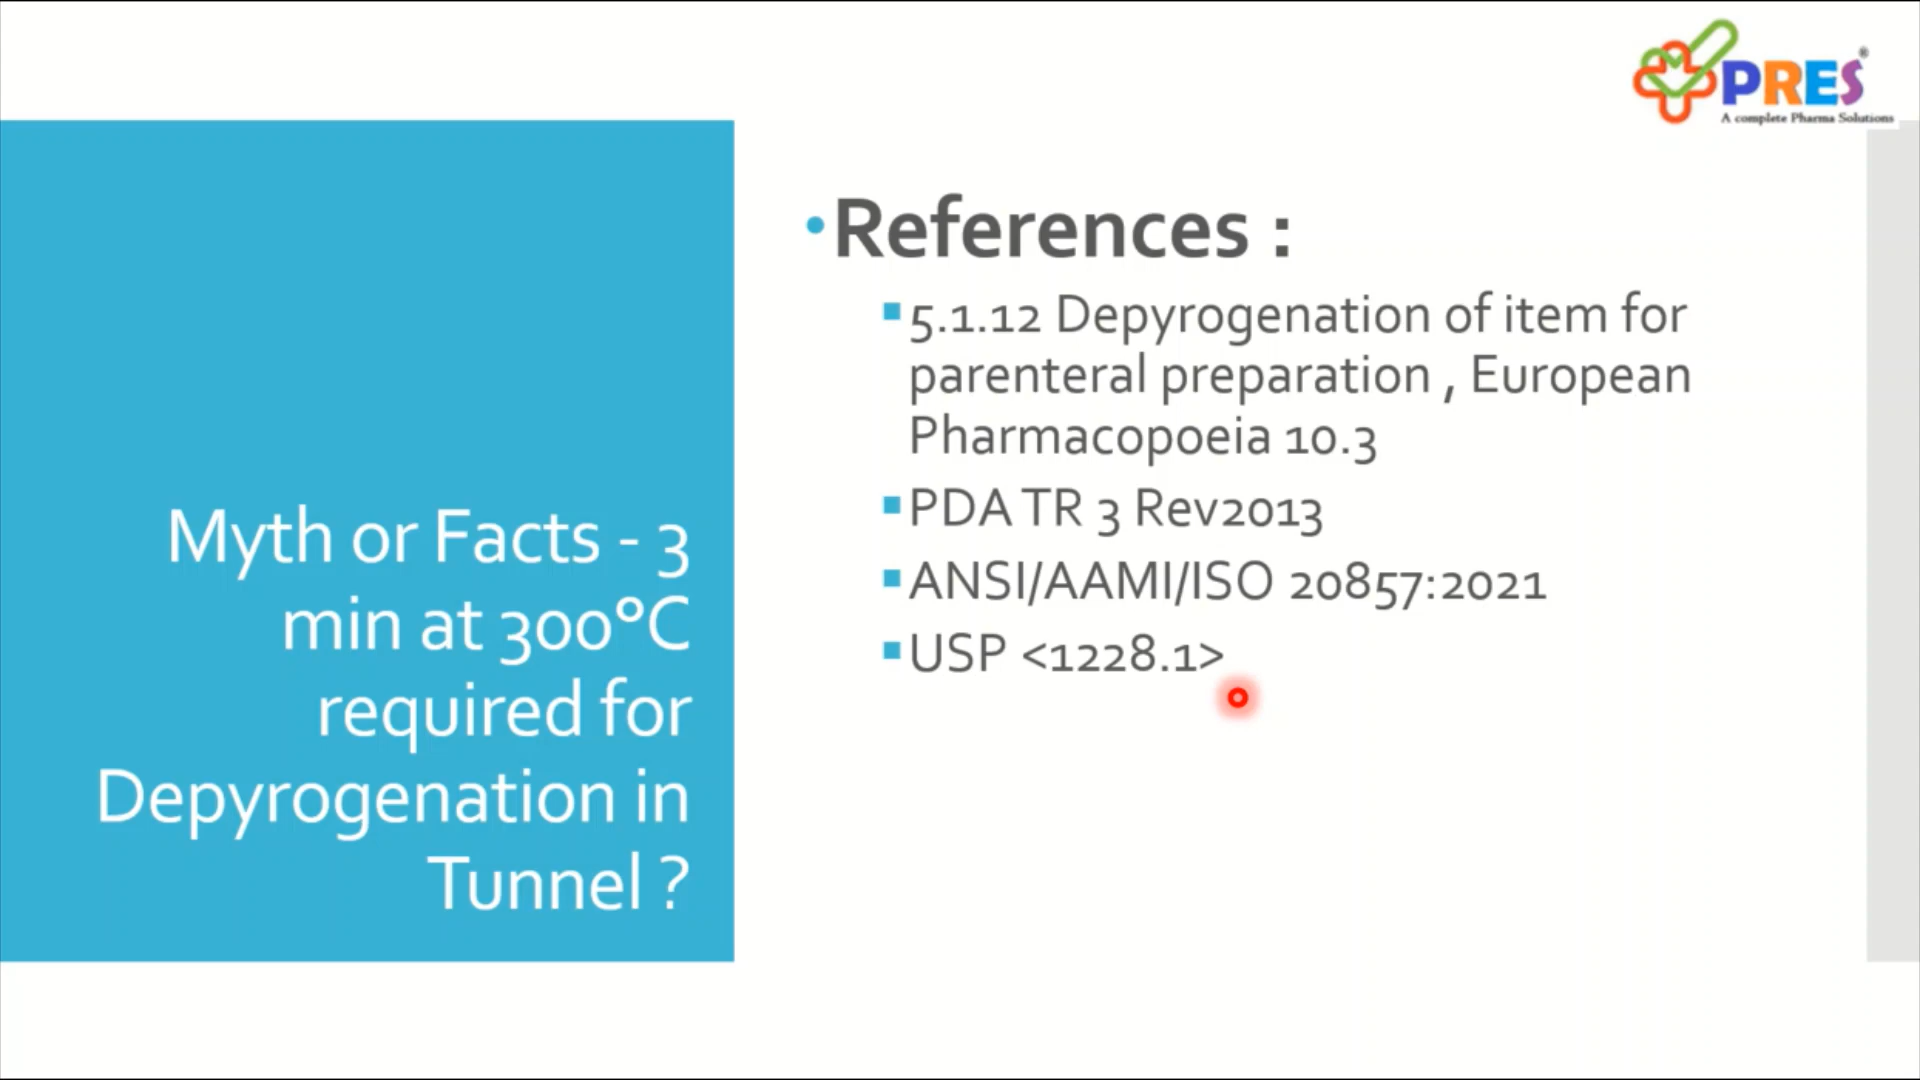 PRES®
A complete Pharma Solutions
Myth or Facts - 3
min at 300°C
required for
Depyrogenation in
Tunnel ?
•References :
▪5.1.12 Depyrogenation of item for
parenteral preparation , European
Pharmacopoeia 10.3
▪PDA TR 3 Rev2013
▪ANSI/AAMI/ISO 20857:2021
▪USP <1228.1>